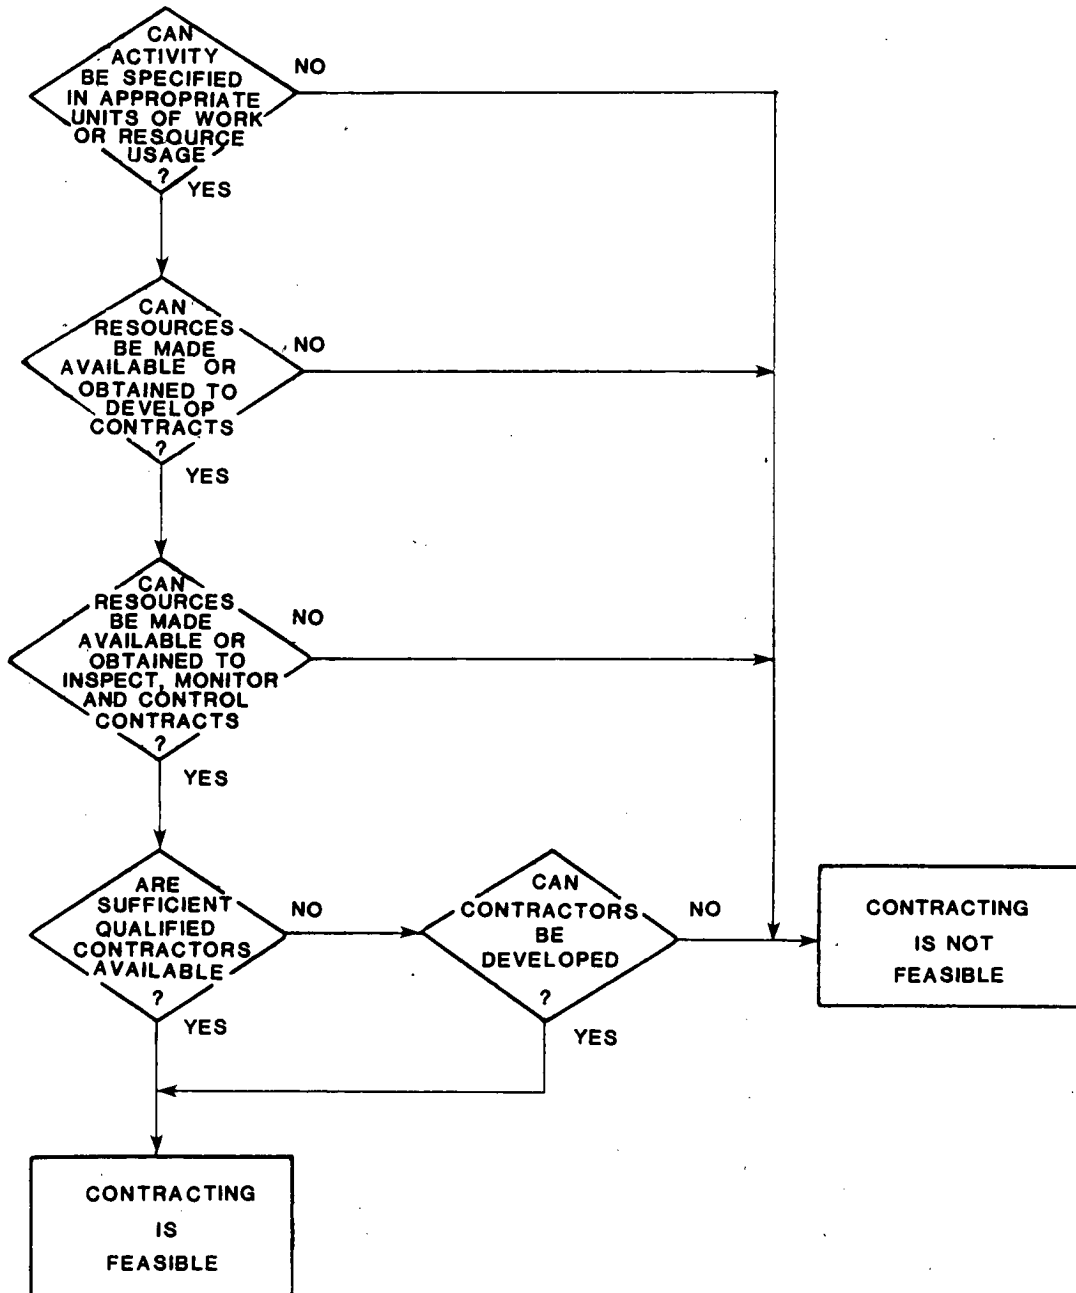 CAN
ACTIVITY
BE SPECIFIED
IN APPROPRIATE
UNITS OF WORK
OR RESOURCE
USAGE
?
NO
YES
CAN
RESOURCES
BE MADE
AVAILABLE OR
OBTAINED TO
DEVELOP
CONTRACTS
?
NO
YES
CAN
RESOURCES
BE MADE
AVAILABLE OR
OBTAINED TO
INSPECT, MONITOR
AND CONTROL
CONTRACTS
?
NO
YES
ARE
SUFFICIENT
QUALIFIED
CONTRACTORS
AVAILABLE
?
NO
YES
CAN
CONTRACTORS
BE
DEVELOPED
?
NO
YES
CONTRACTING
IS NOT
FEASIBLE
CONTRACTING
IS
FEASIBLE